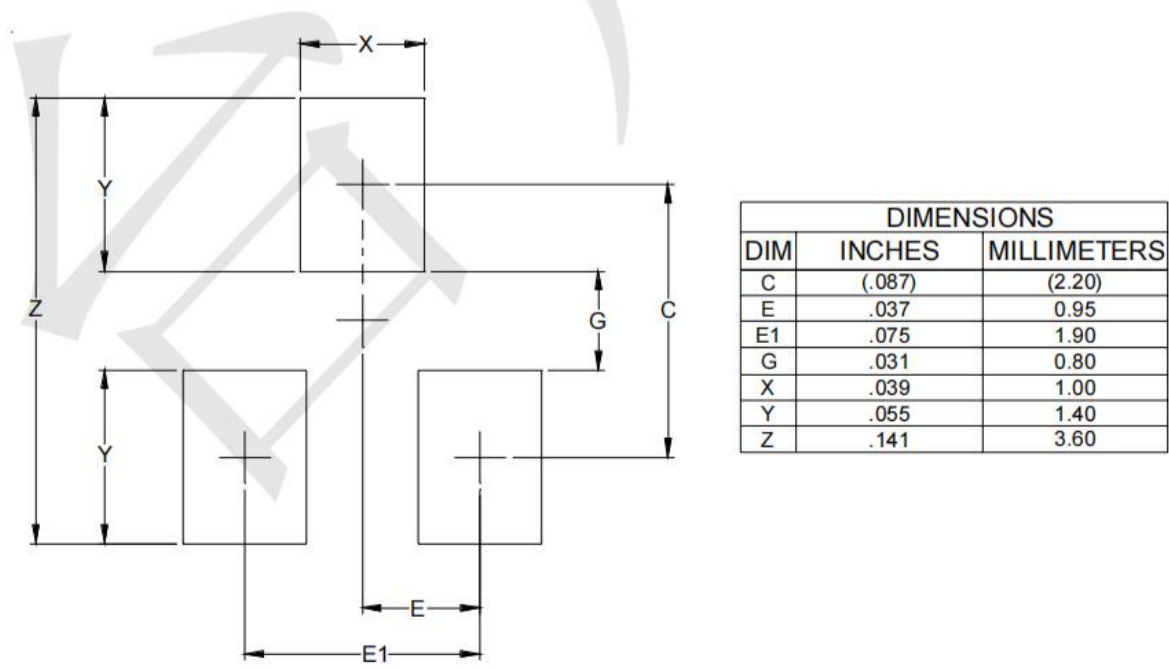 X
Y
Z
G
C
Y
E
E1
DIMENSIONS
DIM INCHES MILLIMETERS
C (.087) (2.20)
E .037 0.95
E1 .075 1.90
G .031 0.80
X .039 1.00
Y .055 1.40
Z .141 3.60